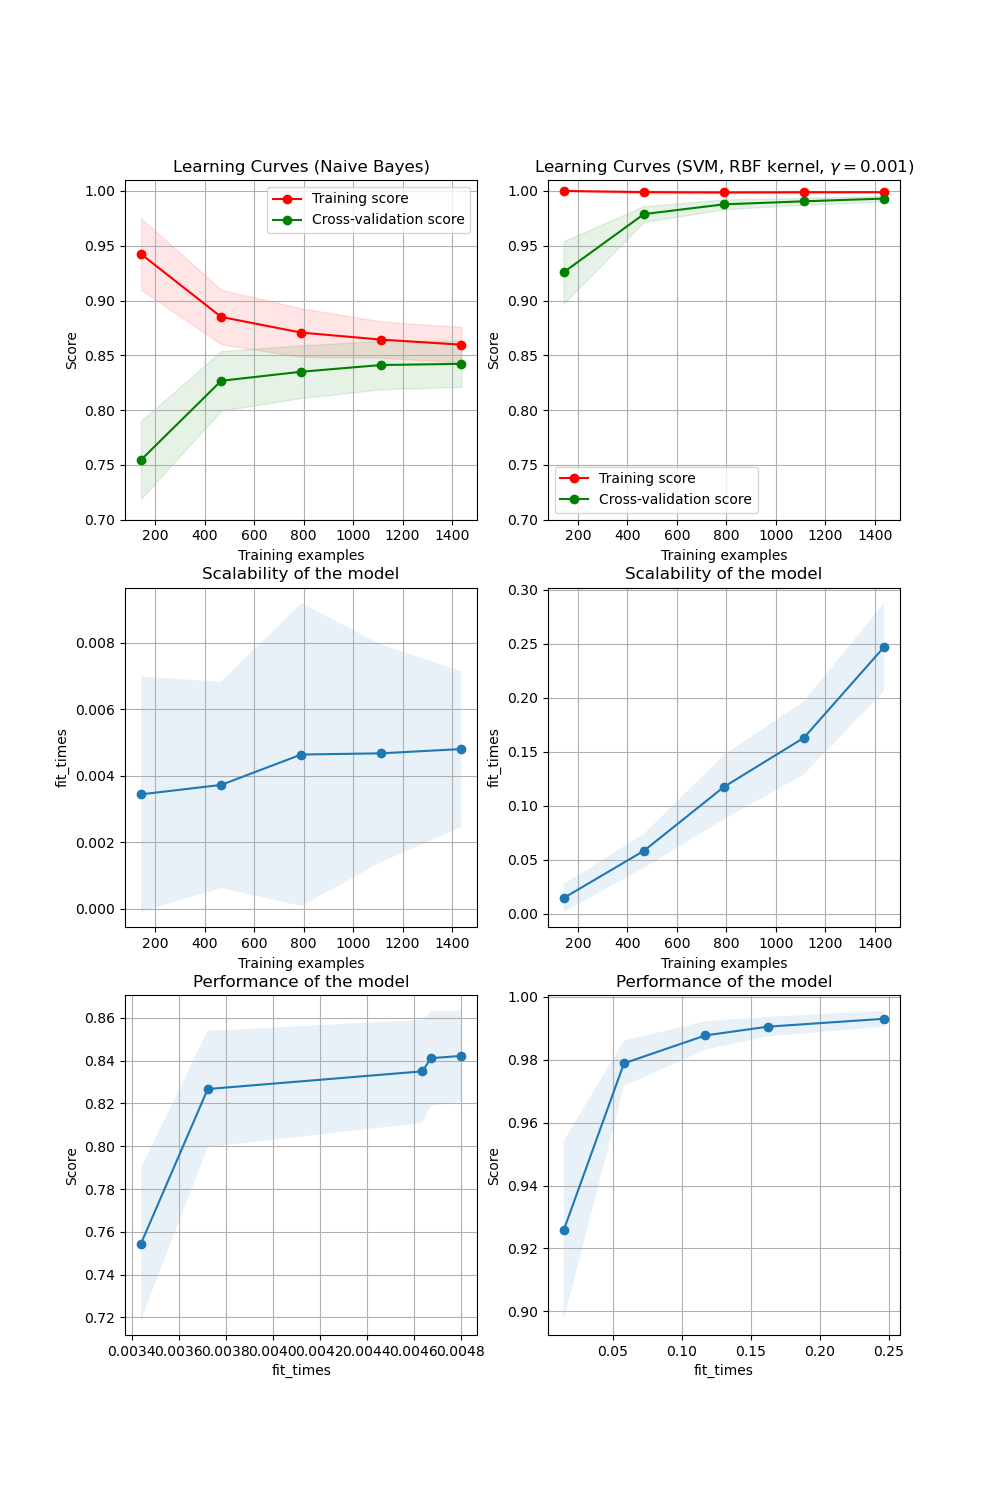 Learning Curves (Naive Bayes)
1.00
0.95
0.90
0.85
0.80
0.75
0.70
Score
Training score
Cross-validation score
200 400 600 800 1000 1200 1400
Training examples
Learning Curves (SVM, RBF kernel, γ = 0.001)
1.00
0.95
0.90
0.85
0.80
0.75
0.70
Score
Training score
Cross-validation score
200 400 600 800 1000 1200 1400
Training examples
Scalability of the model
0.008
0.006
0.004
0.002
0.000
fit_times
200 400 600 800 1000 1200 1400
Training examples
Scalability of the model
0.30
0.25
0.20
0.15
0.10
0.05
0.00
fit_times
200 400 600 800 1000 1200 1400
Training examples
Performance of the model
0.86
0.84
0.82
0.80
0.78
0.76
0.74
0.72
Score
0.0034 0.0036 0.0038 0.0040 0.0042 0.0044 0.0046 0.0048
fit_times
Performance of the model
1.00
0.98
0.96
0.94
0.92
0.90
Score
0.05 0.10 0.15 0.20 0.25
fit_times